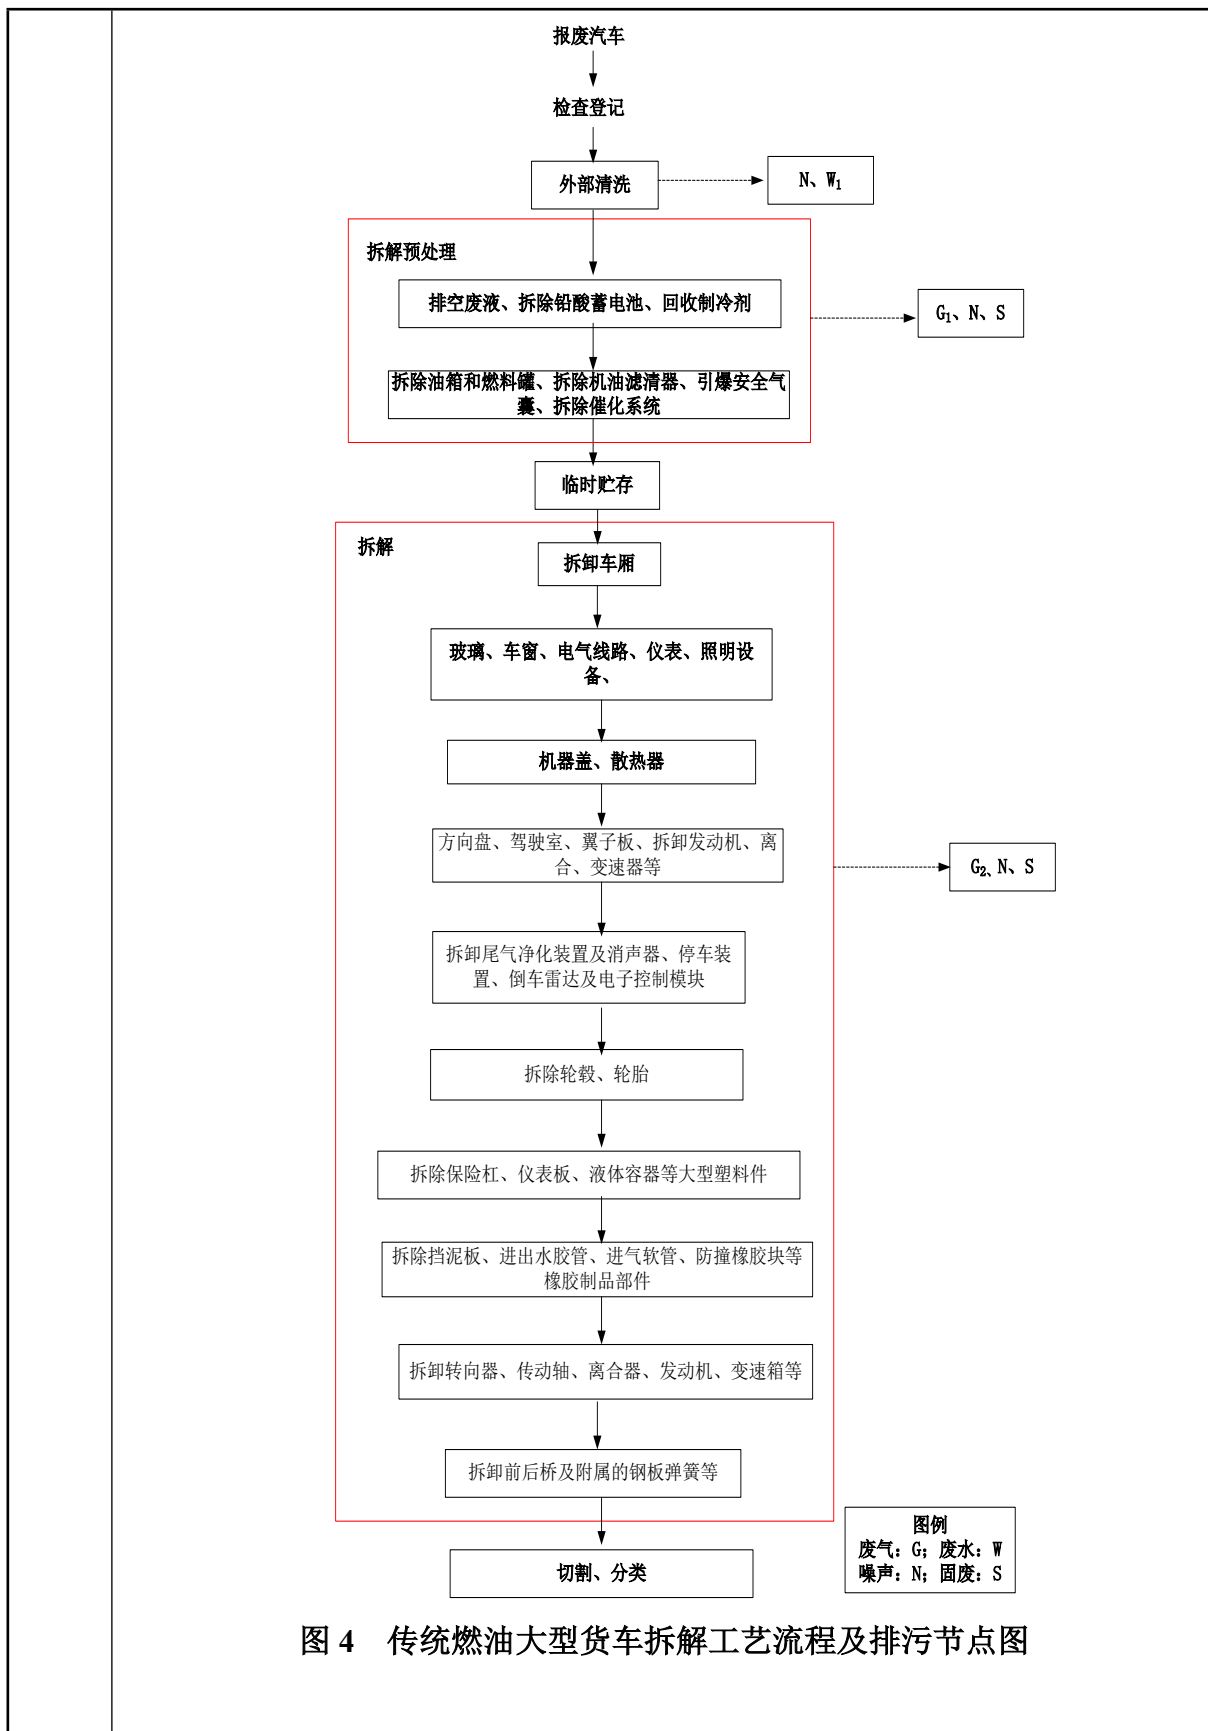 报废汽车
检查登记
外部清洗
N、W₁
拆解预处理
排空废液、拆除铅酸蓄电池、回收制冷剂
G₁、N、S
拆除油箱和燃料罐、拆除机油滤清器、引爆安全气
囊、拆除催化系统
临时贮存
拆解
拆卸车厢
玻璃、车窗、电气线路、仪表、照明设
备、
机器盖、散热器
方向盘、驾驶室、翼子板、拆卸发动机、离
合、变速器等
G₂、N、S
拆卸尾气净化装置及消声器、停车装
置、倒车雷达及电子控制模块
拆除轮毂、轮胎
拆除保险杠、仪表板、液体容器等大型塑料件
拆除挡泥板、进出水胶管、进气软管、防撞橡胶块等
橡胶制品部件
拆卸转向器、传动轴、离合器、发动机、变速箱等
拆卸前后桥及附属的钢板弹簧等
切割、分类
图例
废气：G；废水：W
噪声：N；固废：S
图 4 传统燃油大型货车拆解工艺流程及排污节点图